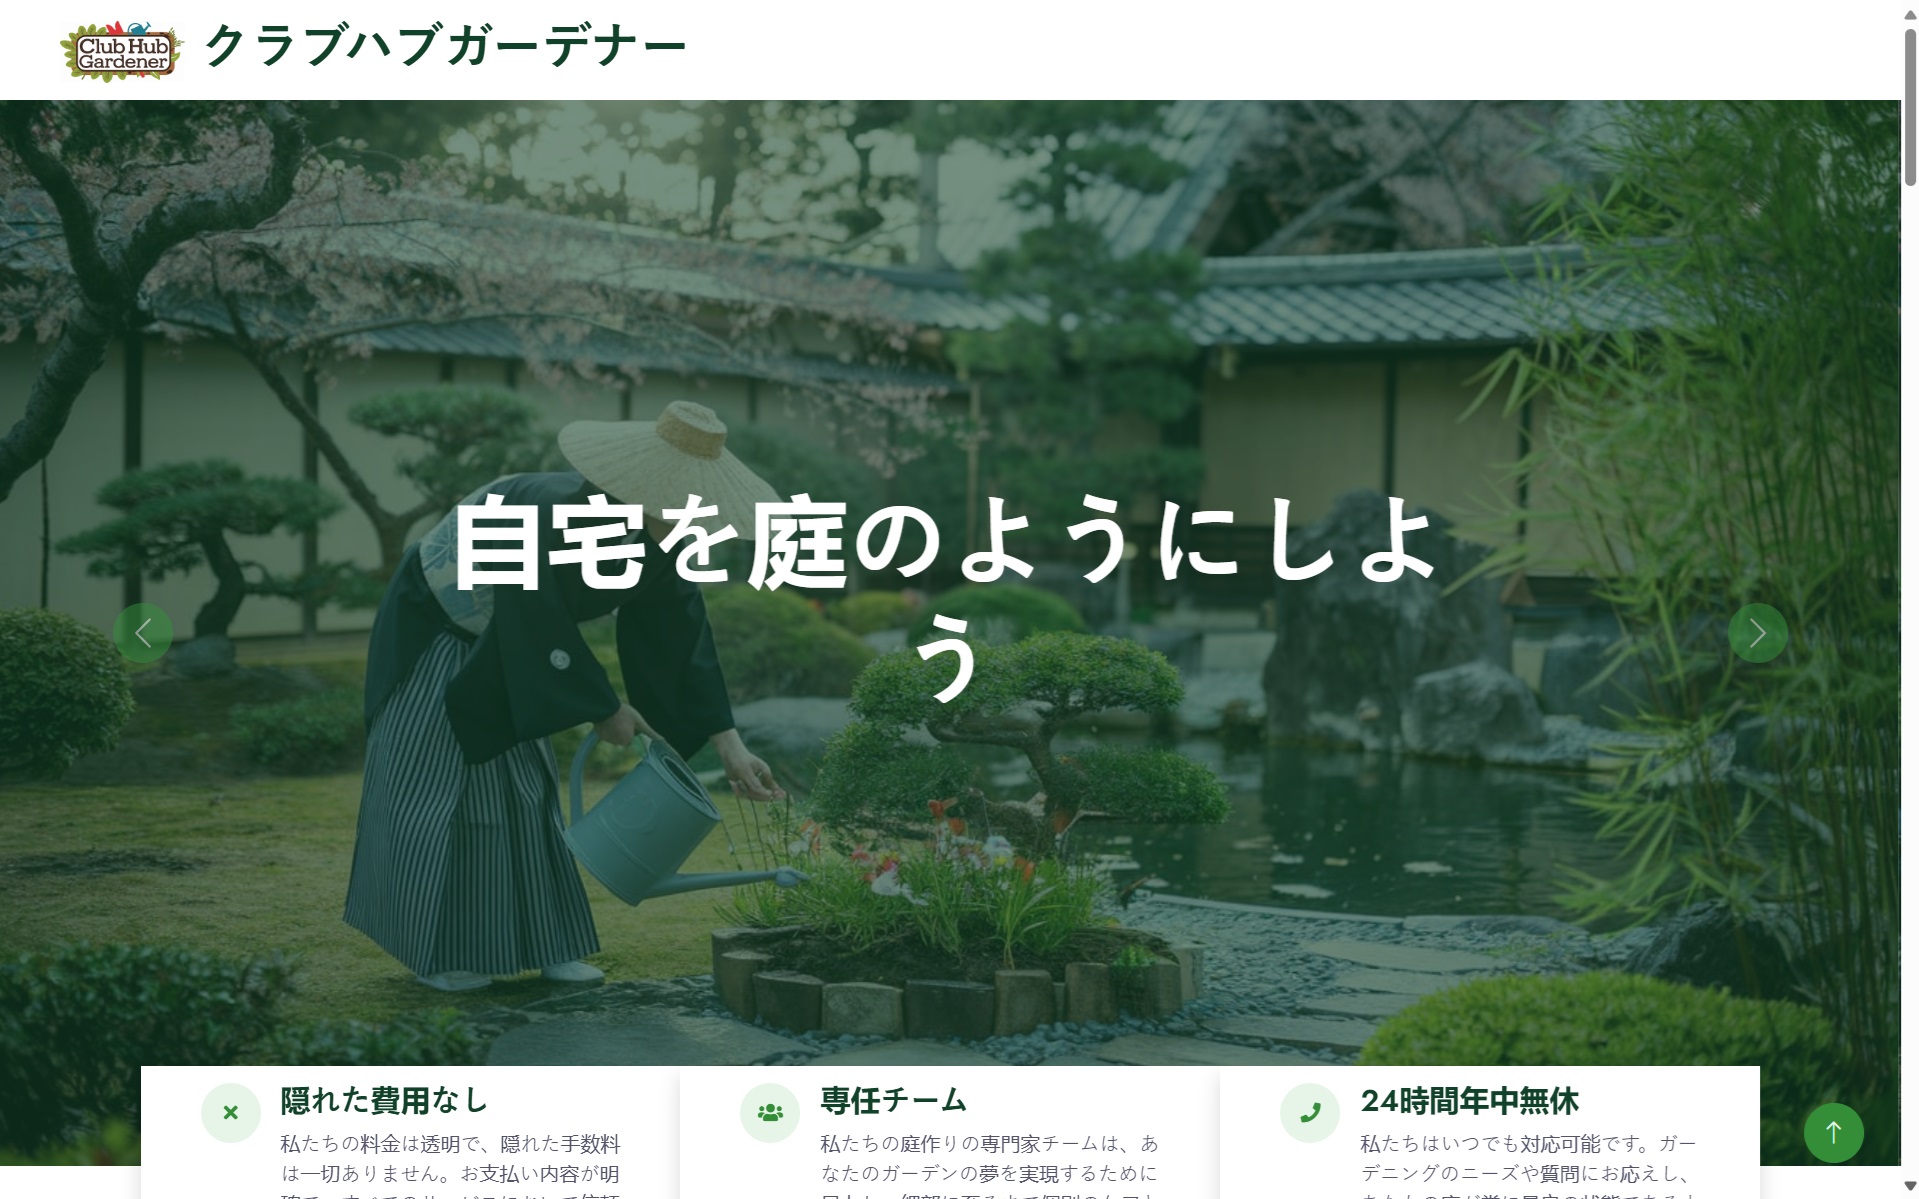 Club Hub
Gardener
クラブハブガーデナー
自宅を庭のようにしよ
う
隠れた費用なし
私たちの料金は透明で、隠れた手数料
は一切ありません。お支払い内容が明
専任チーム
私たちの庭作りの専門家チームは、あ
なたのガーデンの夢を実現するために
24時間年中無休
私たちはいつでも対応可能です。ガー
デニングのニーズや質問にお応えし、